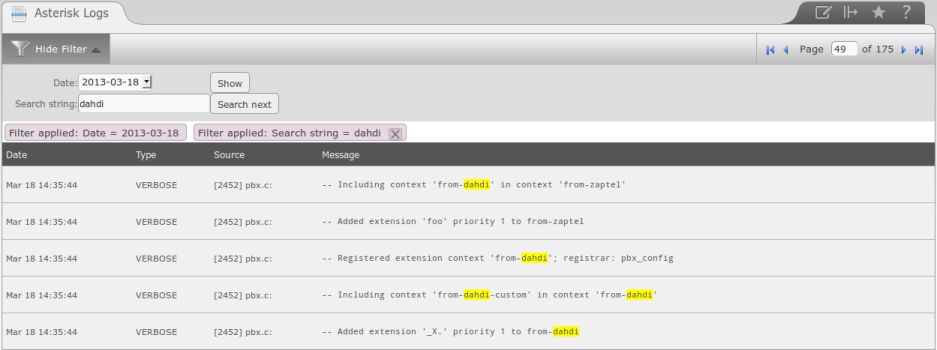 Asterisk Logs
?
Hide Filter
Page 49 of 175
Date: 2013-03-18 Show
Search string: dahdi Search next
Filter applied: Date = 2013-03-18 Filter applied: Search string = dahdi X
Date Type Source Message
Mar 18 14:35:44 VERBOSE [2452] pbx.c: -- Including context 'from-dahdi' in context 'from-zaptel'
Mar 18 14:35:44 VERBOSE [2452] pbx.c: -- Added extension 'foo' priority 1 to from-zaptel
Mar 18 14:35:44 VERBOSE [2452] pbx.c: -- Registered extension context 'from-dahdi'; registrar: pbx_config
Mar 18 14:35:44 VERBOSE [2452] pbx.c: -- Including context 'from-dahdi-custom' in context 'from-dahdi'
Mar 18 14:35:44 VERBOSE [2452] pbx.c: -- Added extension '_X.' priority 1 to from-dahdi